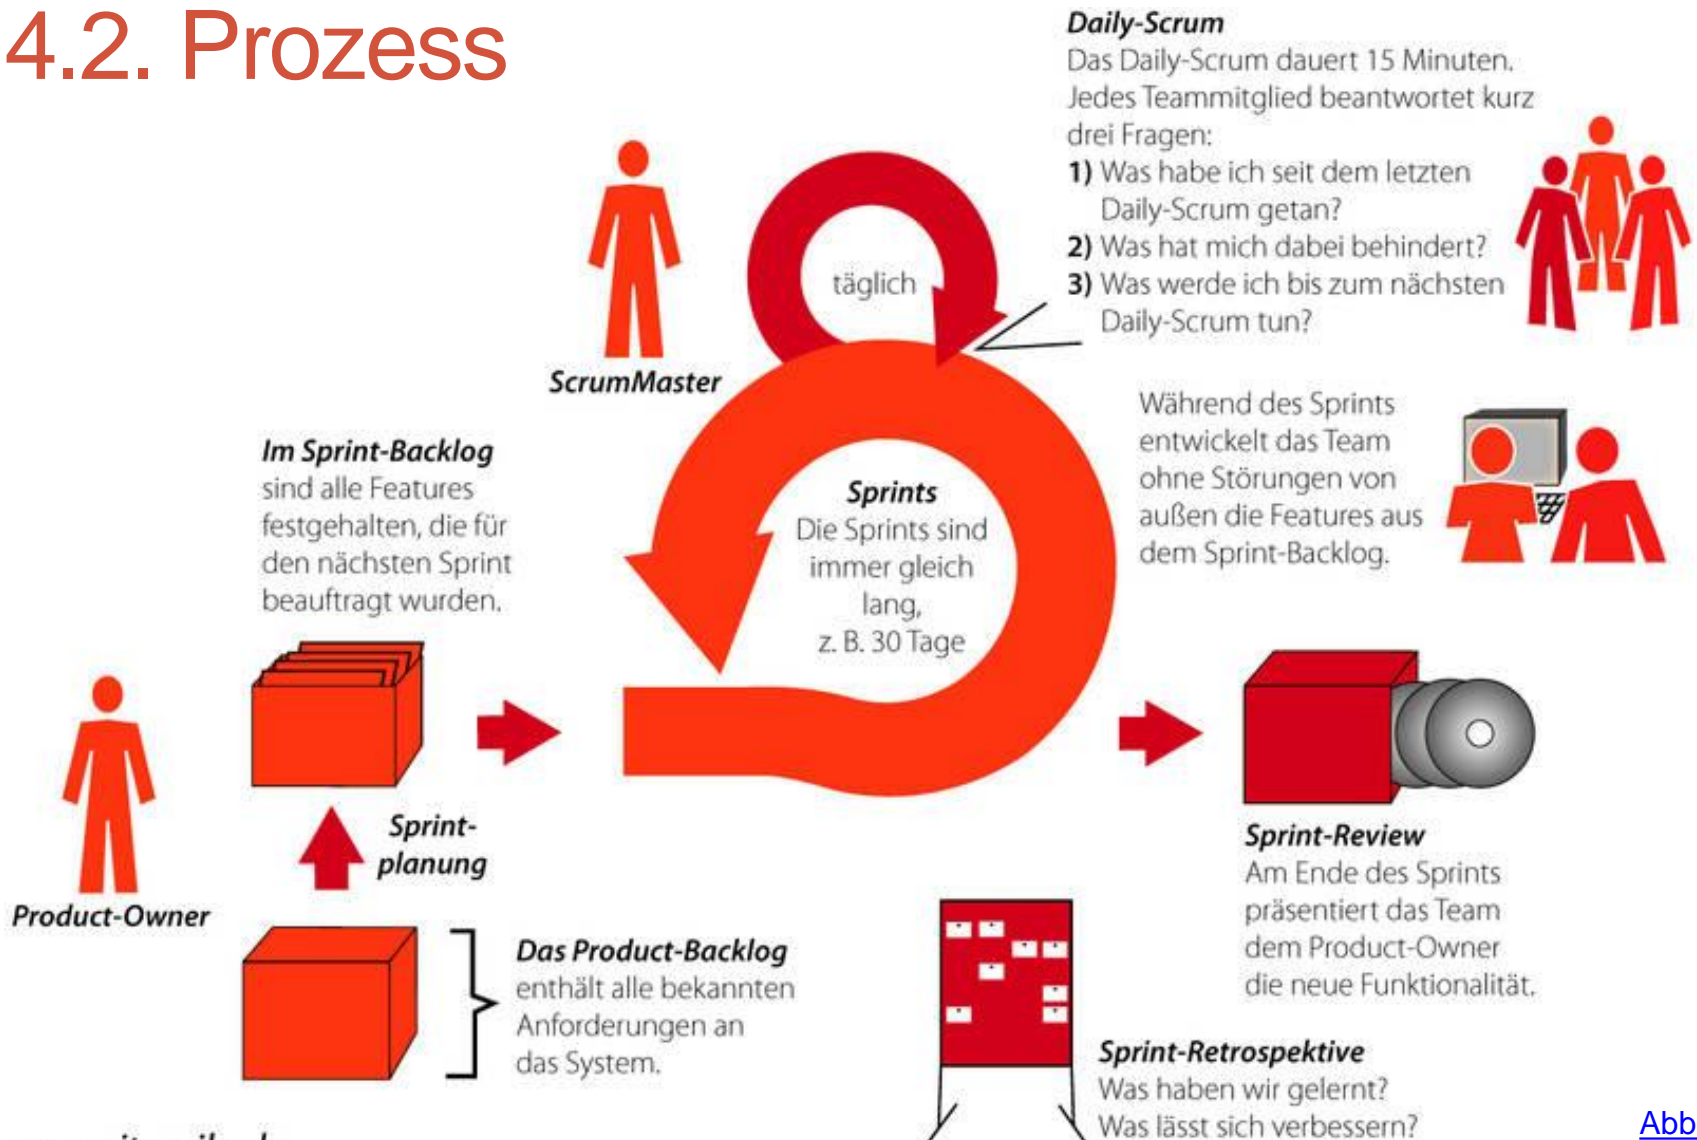 4.2. Prozess
Daily-Scrum
Das Daily-Scrum dauert 15 Minuten.
Jedes Teammitglied beantwortet kurz
drei Fragen:
1) Was habe ich seit dem letzten
Daily-Scrum getan?
2) Was hat mich dabei behindert?
3) Was werde ich bis zum nächsten
Daily-Scrum tun?
täglich
ScrumMaster
Während des Sprints
entwickelt das Team
ohne Störungen von
außen die Features aus
dem Sprint-Backlog.
Im Sprint-Backlog
sind alle Features
festgehalten, die für
den nächsten Sprint
beauftragt wurden.
Sprints
Die Sprints sind
immer gleich
lang,
z. B. 30 Tage
Sprint-
planung
Product-Owner
Das Product-Backlog
enthält alle bekannten
Anforderungen an
das System.
Sprint-Review
Am Ende des Sprints
präsentiert das Team
dem Product-Owner
die neue Funktionalität.
Sprint-Retrospektive
Was haben wir gelernt?
Was lässt sich verbessern?
Abb